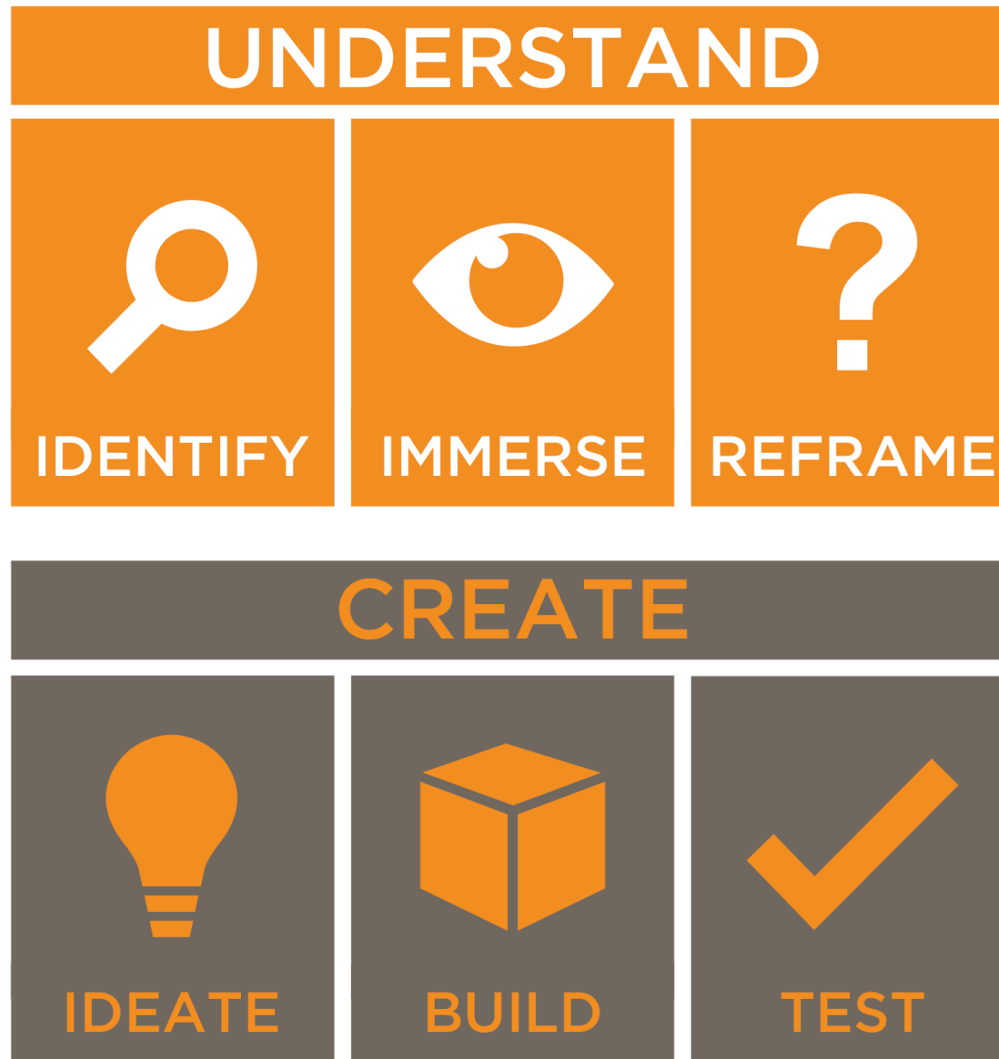 UNDERSTAND
IDENTIFY
IMMERSE
REFRAME
CREATE
IDEATE
BUILD
TEST